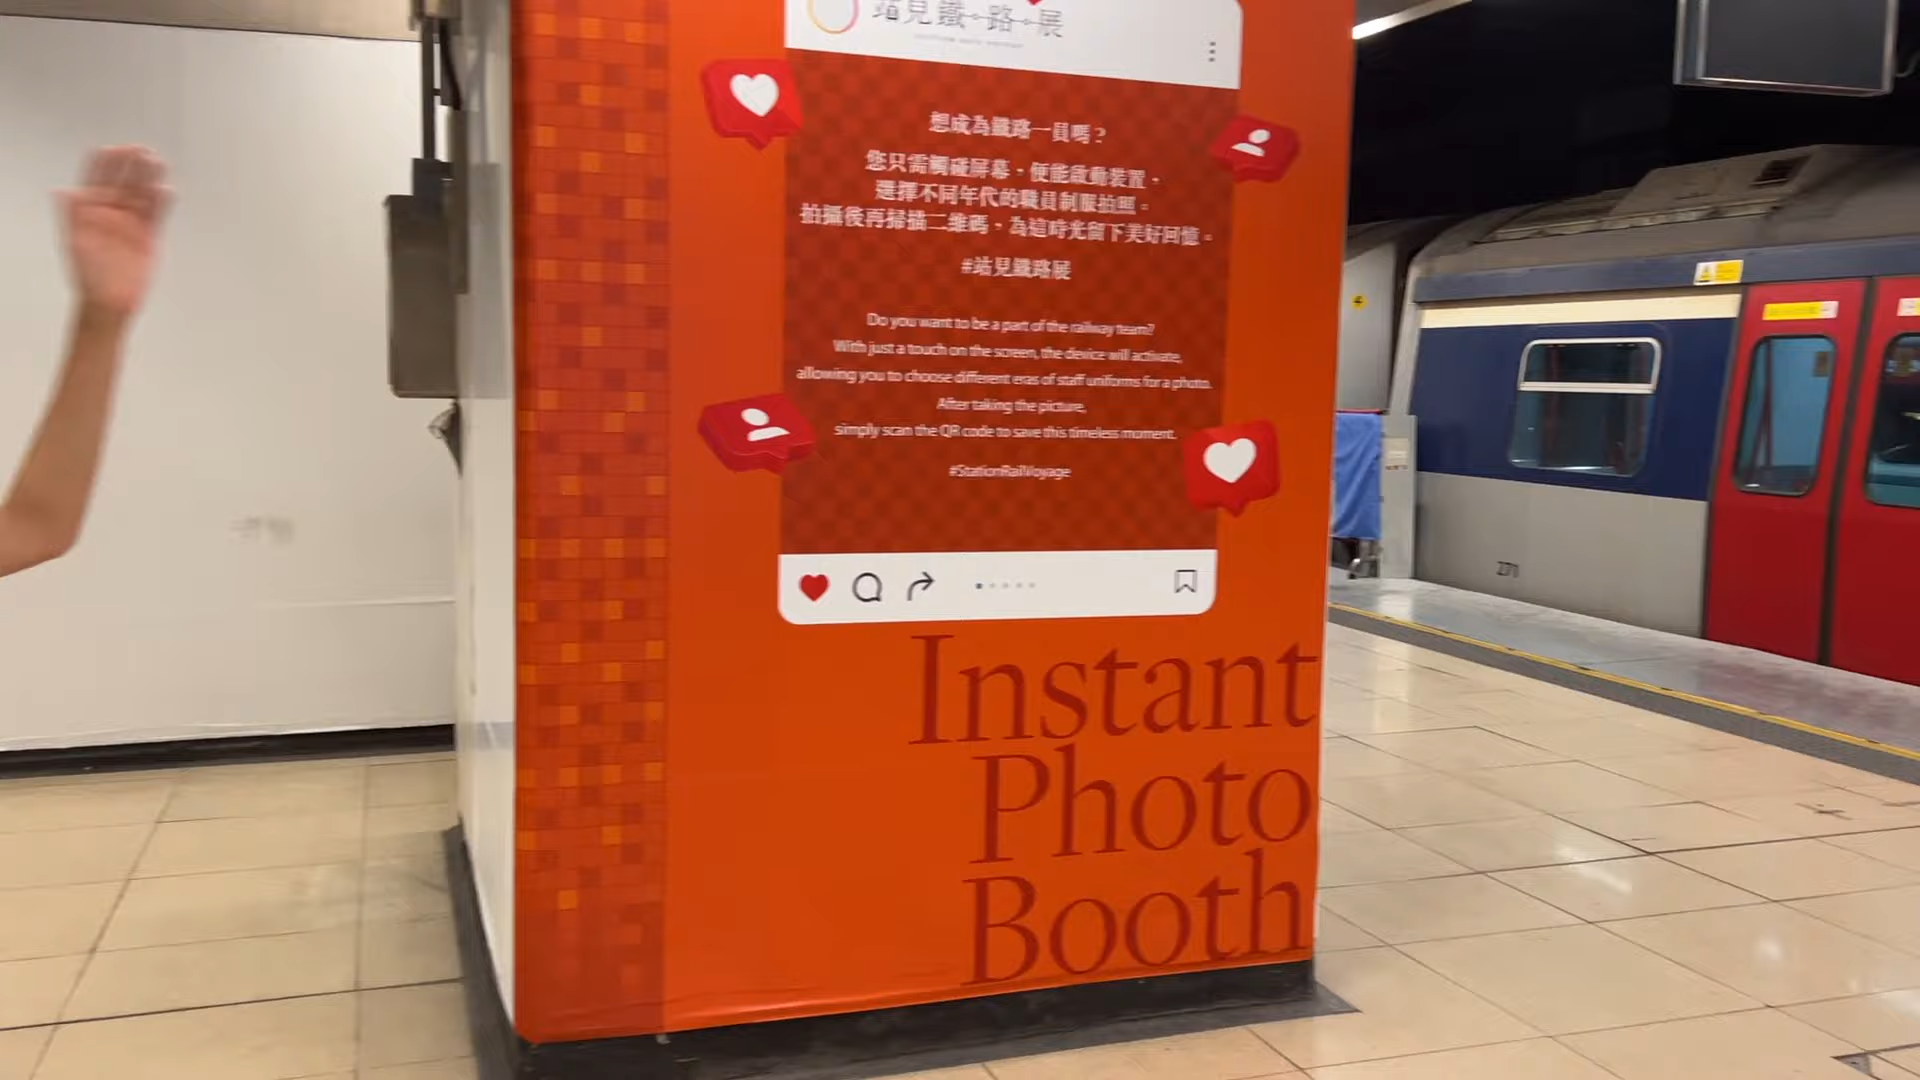 站見鐵路展
想成為鐵路一員嗎？
您只需觸碰屏幕，便能啟動裝置，
選擇不同年代的職員制服拍照。
拍攝後再掃描二維碼，為這時光留下美好回憶。
#站見鐵路展
Do you want to be a part of the railway team?
With just a touch on the screen, the device will activate,
allowing you to choose different eras of staff uniforms for a photo.
After taking the picture,
simply scan the QR code to save this timeless moment.
#StationRailVoyage
Instant
Photo
Booth
4
271